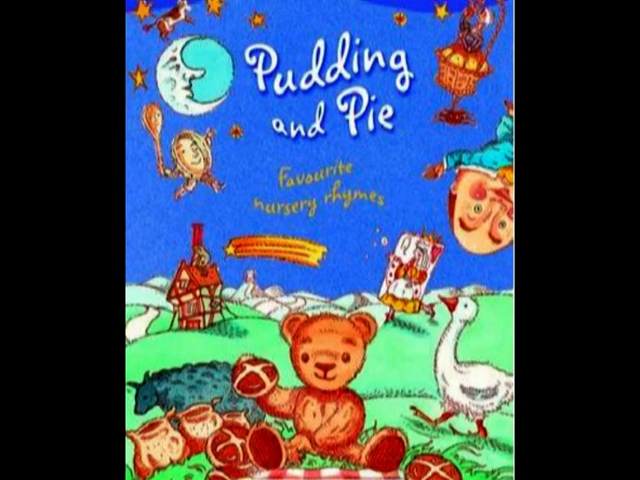 Pudding
and Pie
Favourite
nursery rhymes